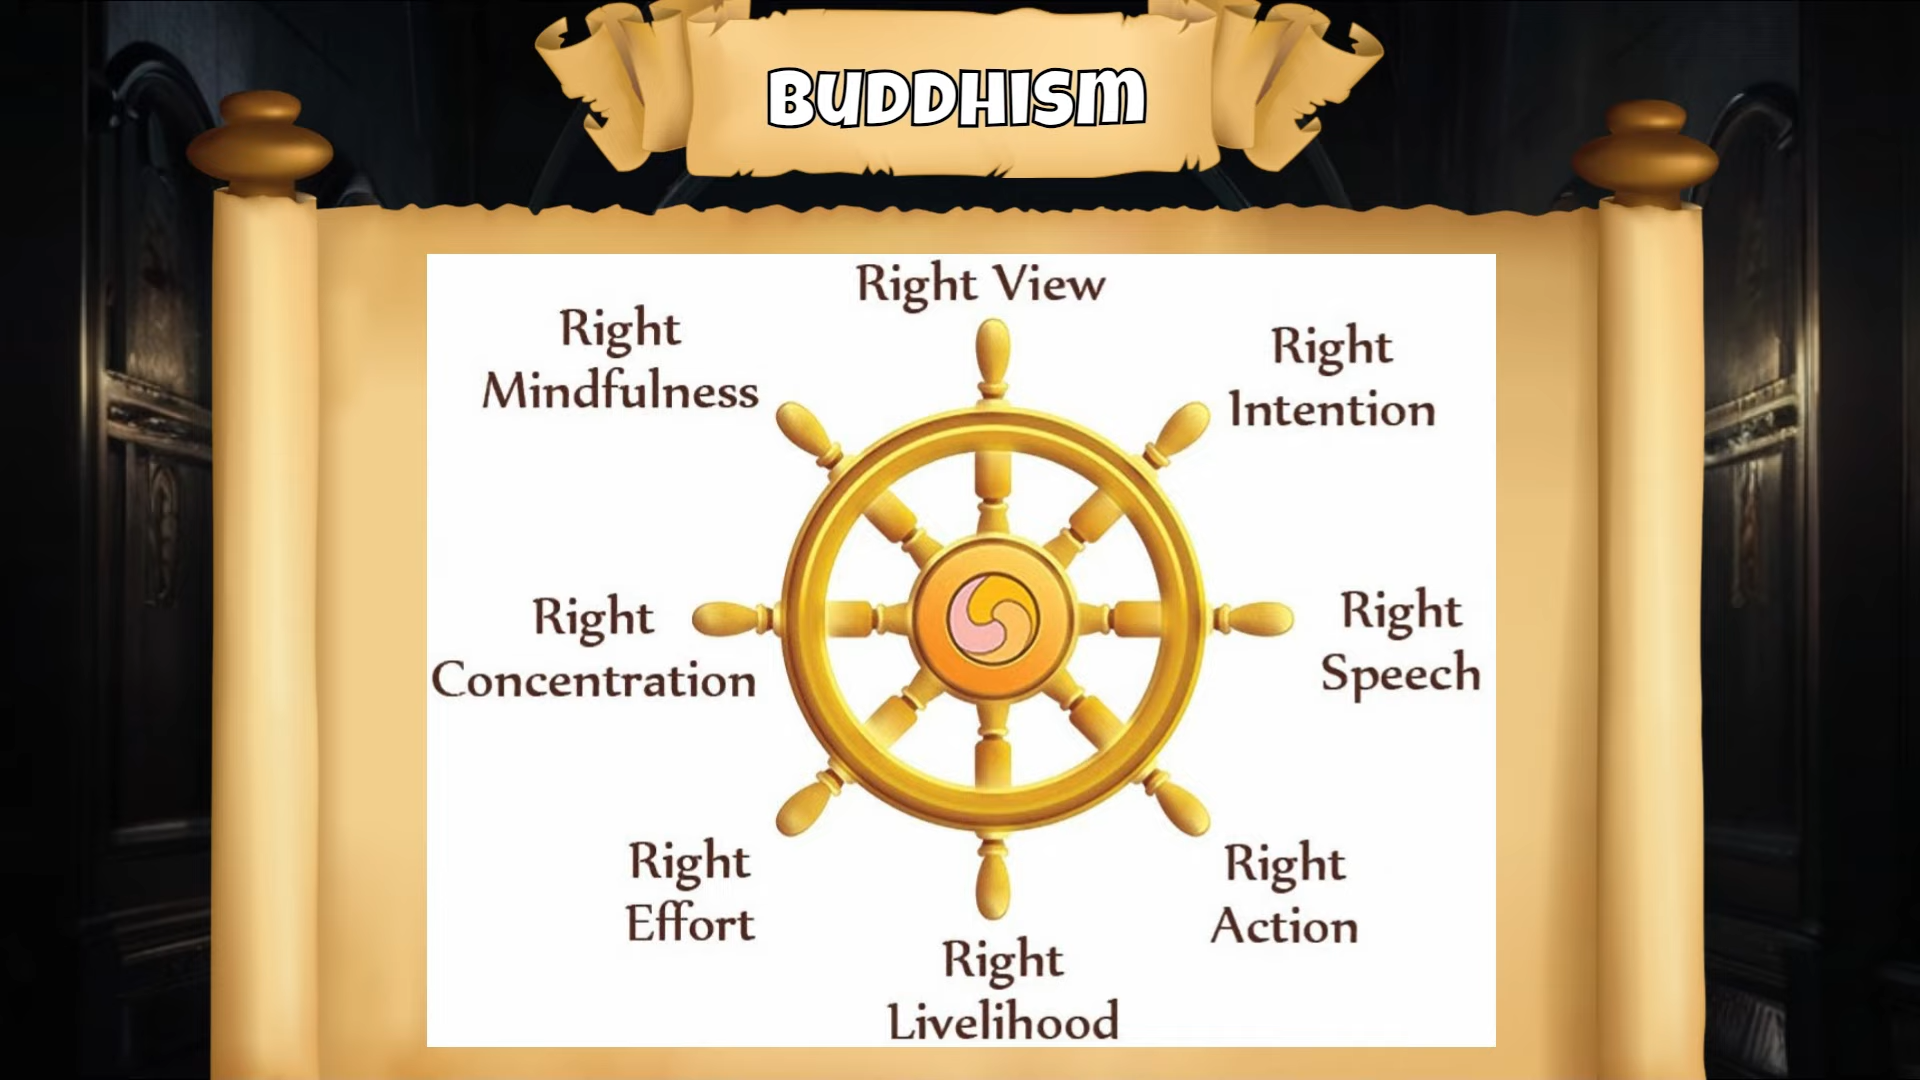 BUDDHISM
Right View
Right
Mindfulness
Right
Intention
Right
Concentration
Right
Speech
Right
Effort
Right
Action
Right
Livelihood